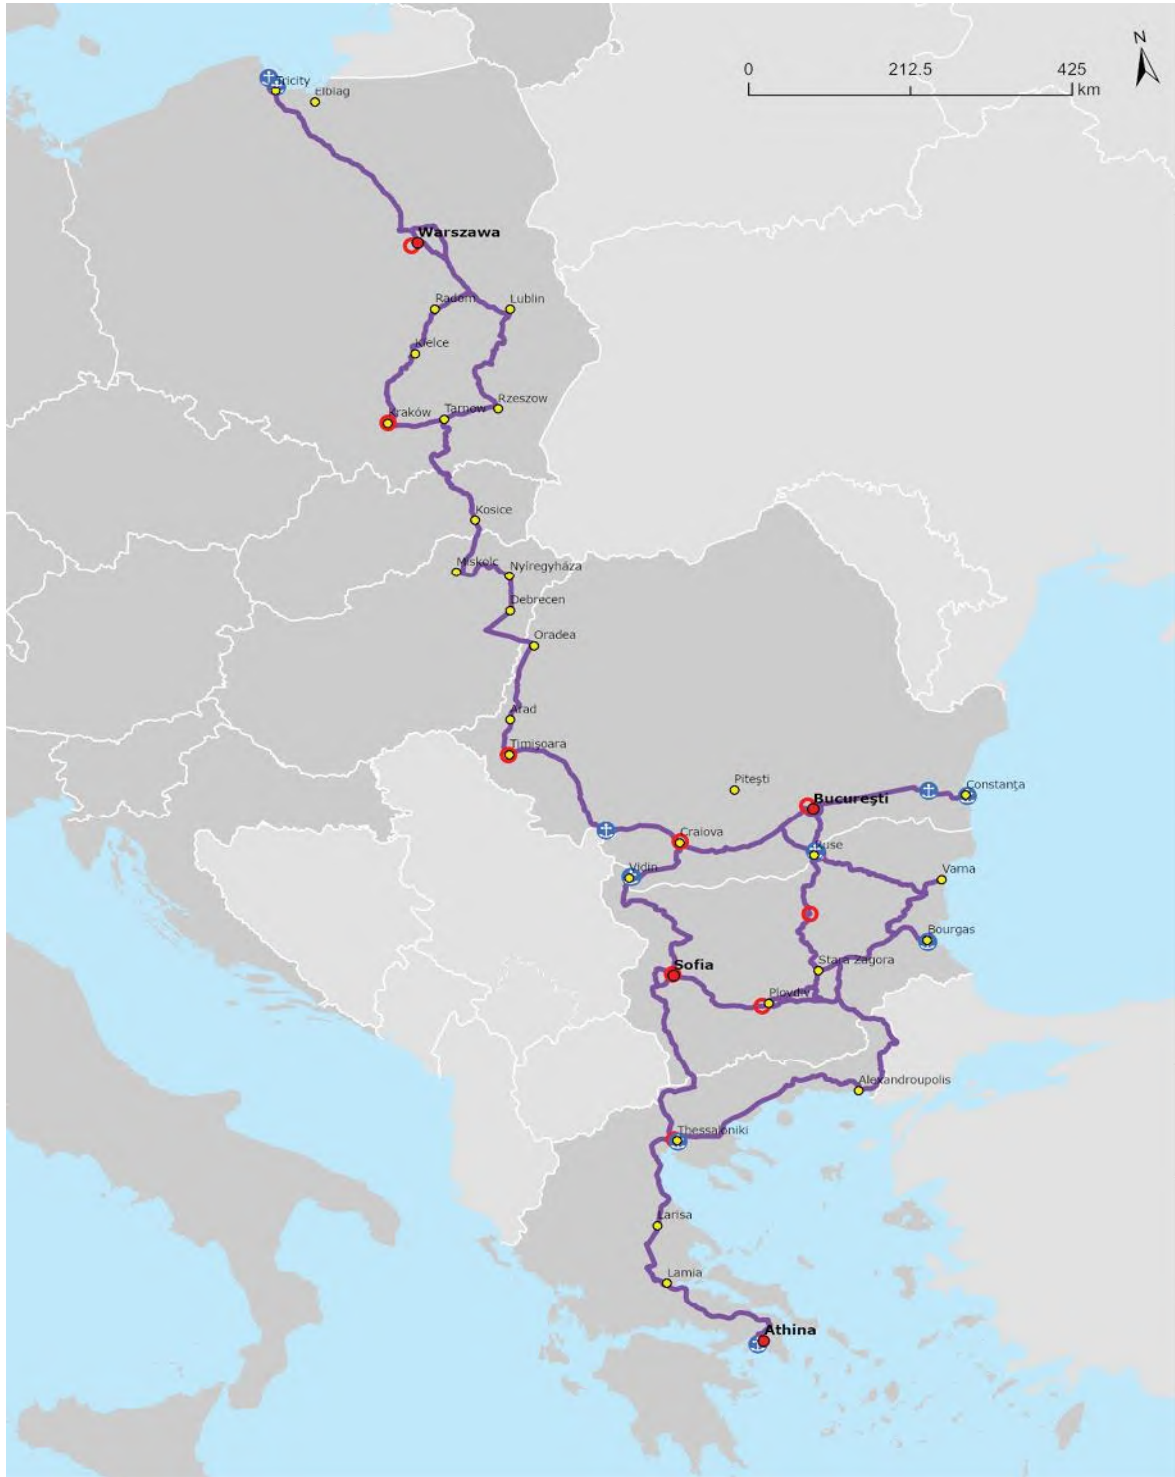 N
0 212.5 425
km
Tricity
Elbląg
Warszawa
Radom
Lublin
Kielce
Rzeszow
Kraków
Tarnow
Kosice
Miskolc
Nyíregyháza
Debrecen
Oradea
Arad
Timişoara
Piteşti
Constanţa
Bucureşti
Craiova
Ruse
Vidin
Varna
Bourgas
Stara Zagora
Sofia
Plovdiv
Alexandroupolis
Thessaloniki
Larisa
Lamia
Athina